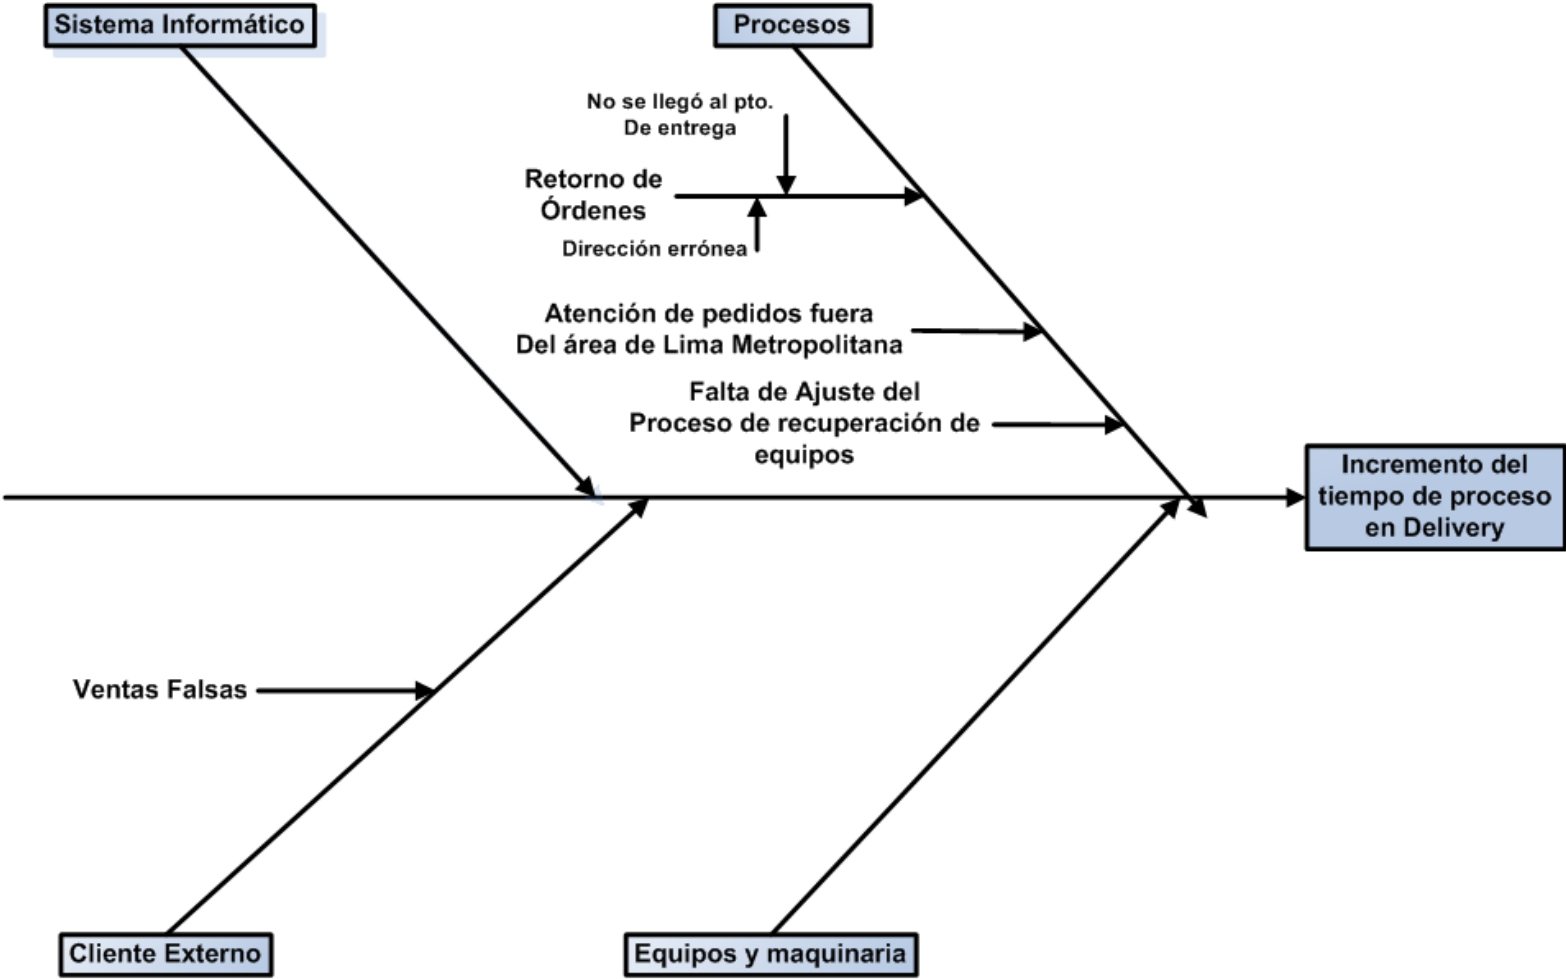 Sistema Informático
Procesos
No se llegó al pto.
De entrega
Retorno de
Órdenes
Dirección errónea
Atención de pedidos fuera
Del área de Lima Metropolitana
Falta de Ajuste del
Proceso de recuperación de
equipos
Incremento del
tiempo de proceso
en Delivery
Ventas Falsas
Cliente Externo
Equipos y maquinaria